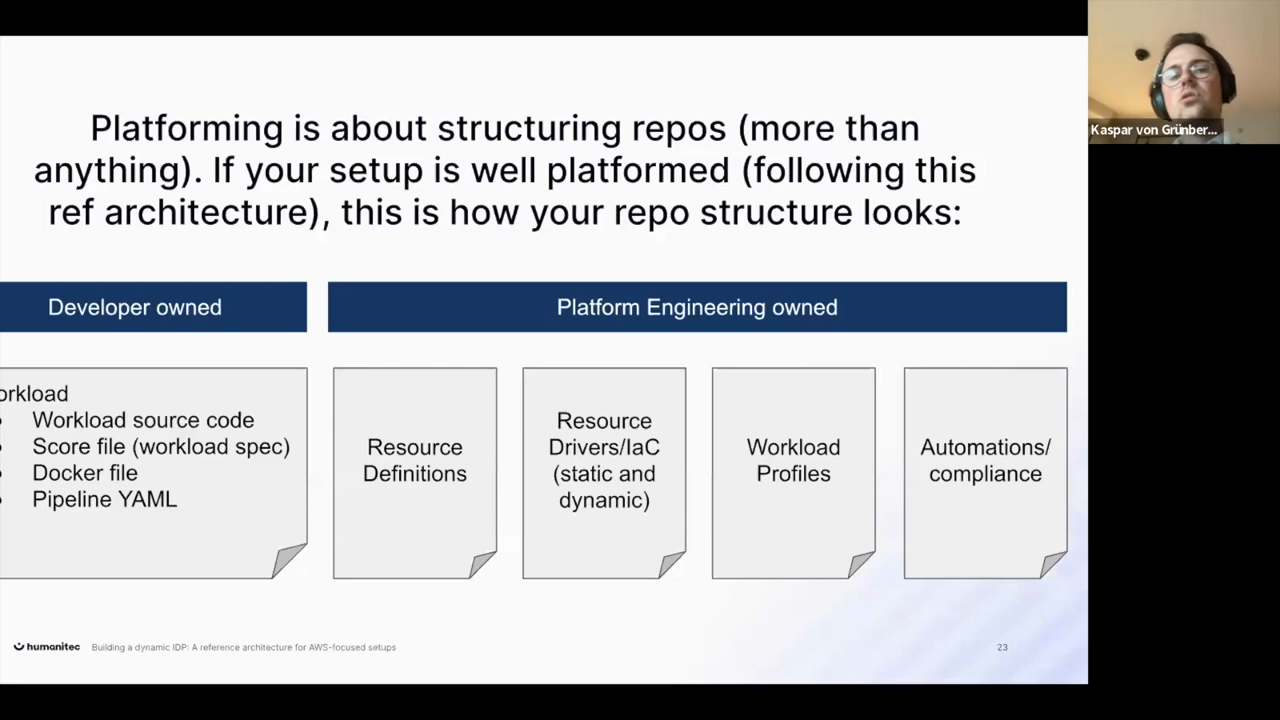 Platforming is about structuring repos (more than
anything). If your setup is well platformed (following this
ref architecture), this is how your repo structure looks:
Developer owned
Platform Engineering owned
orkload
Workload source code
Score file (workload spec)
Docker file
Pipeline YAML
Resource
Definitions
Resource
Drivers/IaC
(static and
dynamic)
Workload
Profiles
Automations/
compliance
humanitec
Building a dynamic IDP: A reference architecture for AWS-focused setups
23
Kaspar von Grünber...